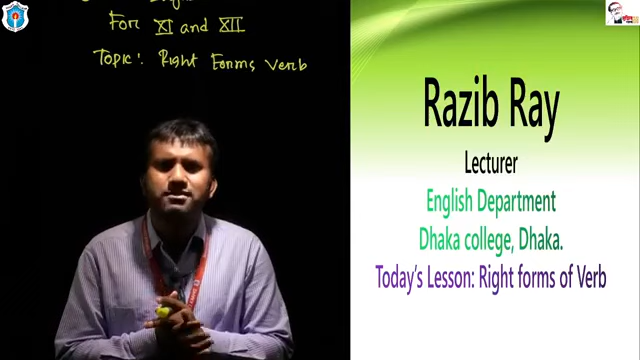 For XI and XII
Topic: Right Forms Verb
Razib Ray
Lecturer
English Department
Dhaka college, Dhaka.
Today's Lesson: Right forms of Verb